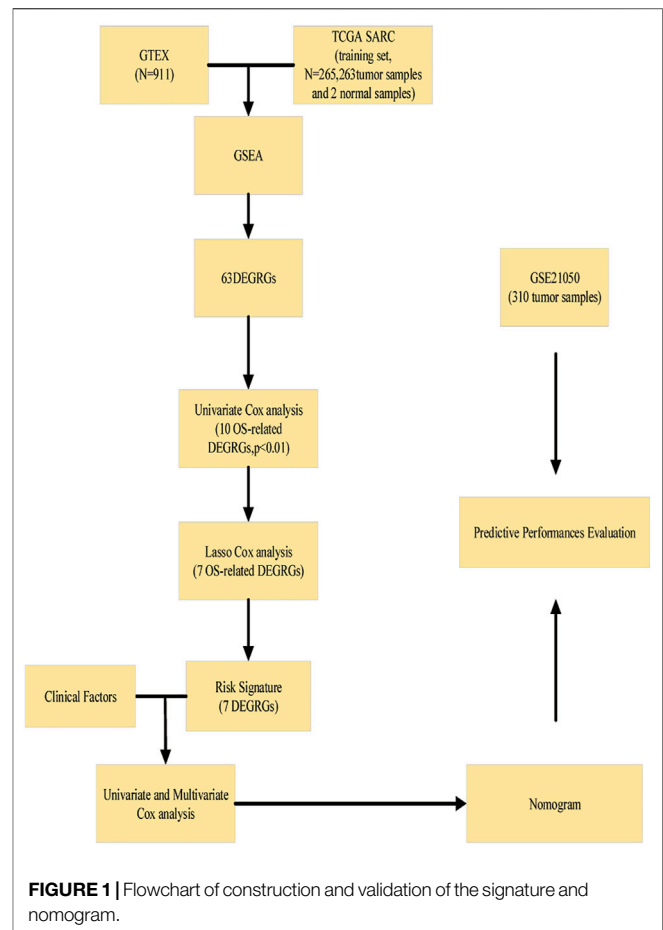 GTEX
(N=911)
TCGA SARC
(training set,
N=265,263tumor samples
and 2 normal samples)
GSEA
63DEGRGs
GSE21050
(310 tumor samples)
Univariate Cox analysis
(10 OS-related
DEGRGs,p<0.01)
Predictive Performances Evaluation
Lasso Cox analysis
(7 OS-related DEGRGs)
Clinical Factors
Risk Signature
(7 DEGRGs)
Univariate and Multivariate
Cox analysis
Nomogram
FIGURE 1 | Flowchart of construction and validation of the signature and
nomogram.